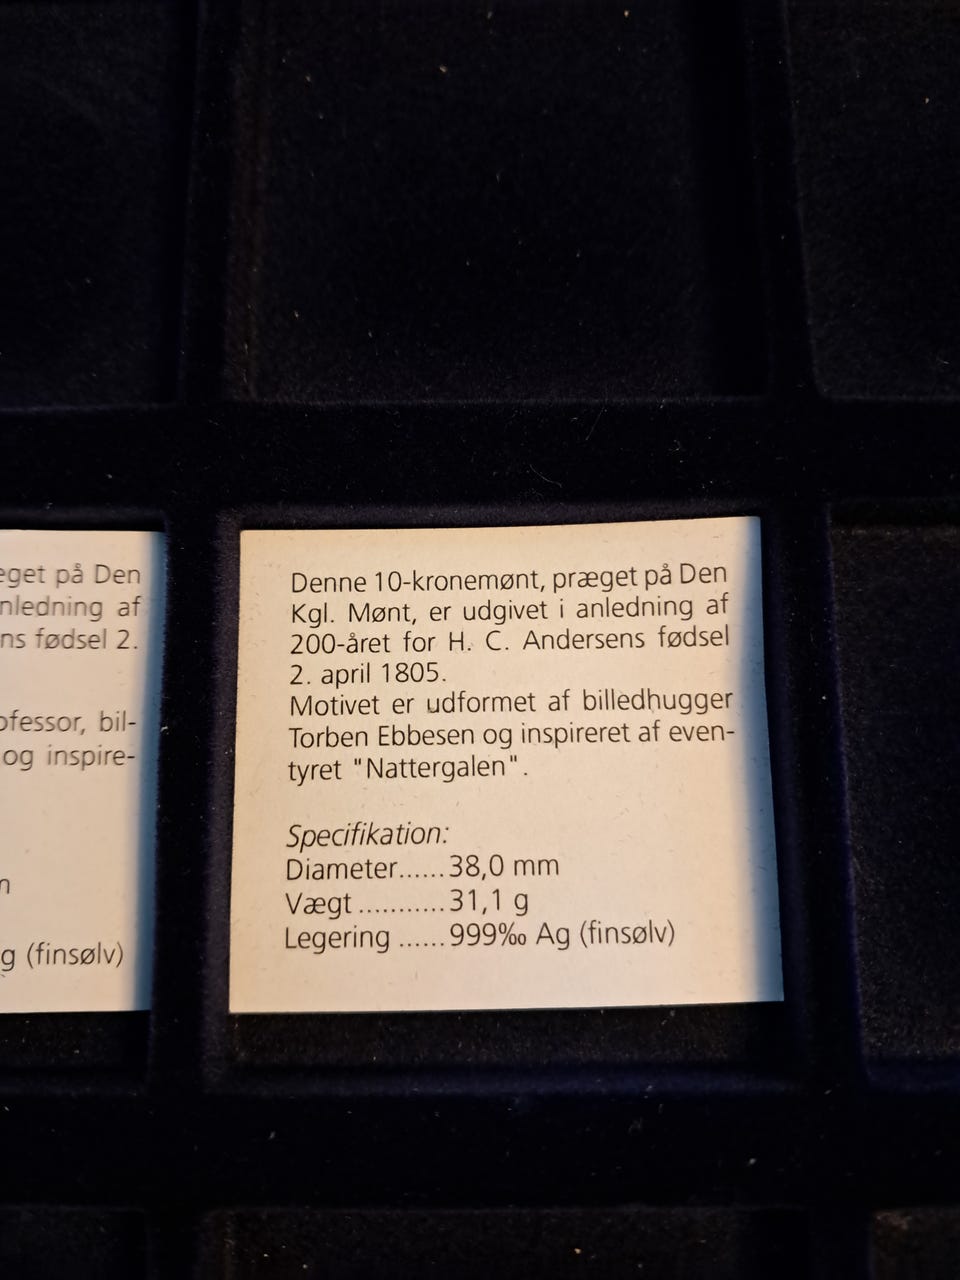 eget på Den
nledning af
ns fødsel 2.
ofessor, bil-
og inspire-
n
g (finsølv)
Denne 10-kronemønt, præget på Den
Kgl. Mønt, er udgivet i anledning af
200-året for H. C. Andersens fødsel
2. april 1805.
Motivet er udformet af billedhugger
Torben Ebbesen og inspireret af even-
tyret "Nattergalen".
Specifikation:
Diameter......38,0 mm
Vægt ...........31,1 g
Legering ......999‰ Ag (finsølv)